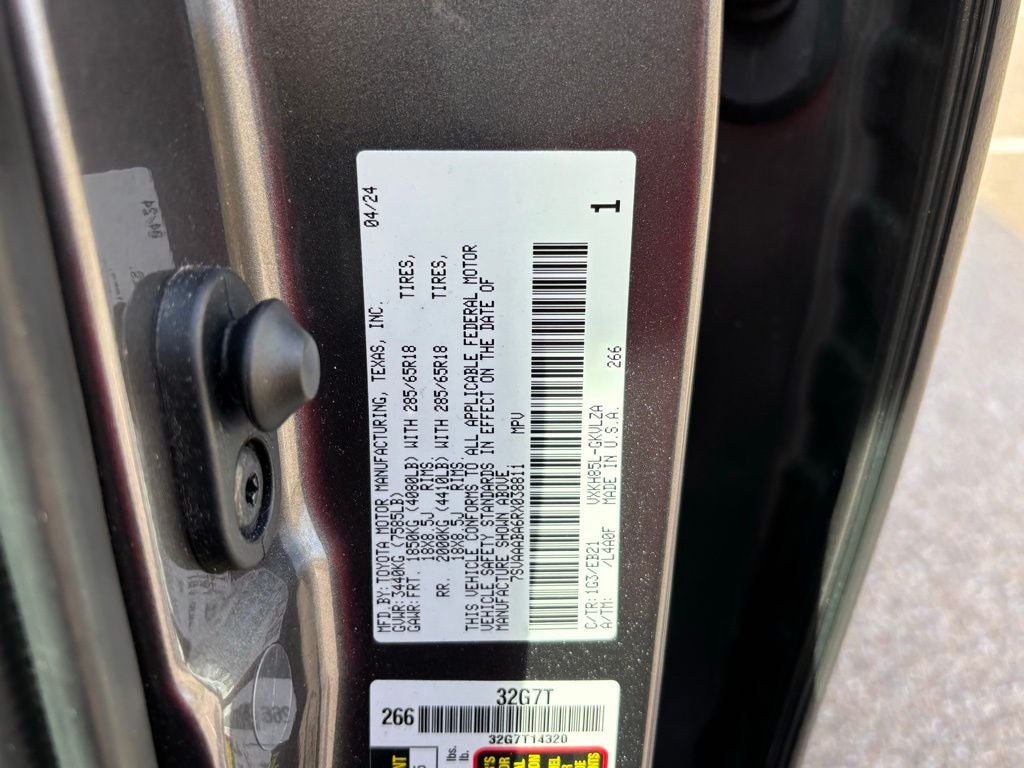 MFD.BY:TOYOTA MOTOR MANUFACTURING, TEXAS, INC. 04/24
GVWR:3440KG (7585LB)
GAWR:FRT. 1850KG (4080LB) WITH 285/65R18 TIRES,
18X8.5J RIMS
RR. 2000KG (4410LB) WITH 285/65R18 TIRES,
18X8.5J RIMS
THIS VEHICLE CONFORMS TO ALL APPLICABLE FEDERAL MOTOR
VEHICLE SAFETY STANDARDS IN EFFECT ON THE DATE OF
MANUFACTURE SHOWN ABOVE.
7SVAAABA6RX038811 MPV
C/TR:1G3/EB21 VXKH85L-GKVLZA 266
A/TM: /L4A0F MADE IN U.S.A.
1
32G7T
266
32G7T14320
lbs.
lb.